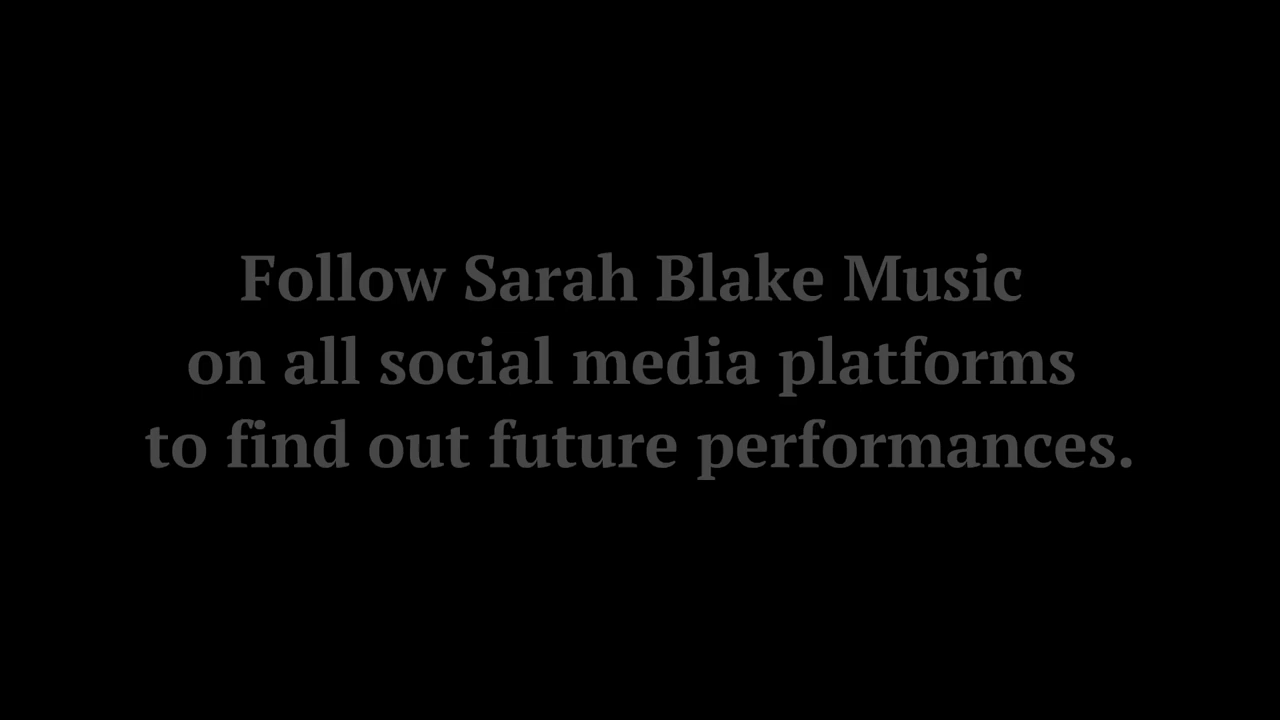 Follow Sarah Blake Music
on all social media platforms
to find out future performances.